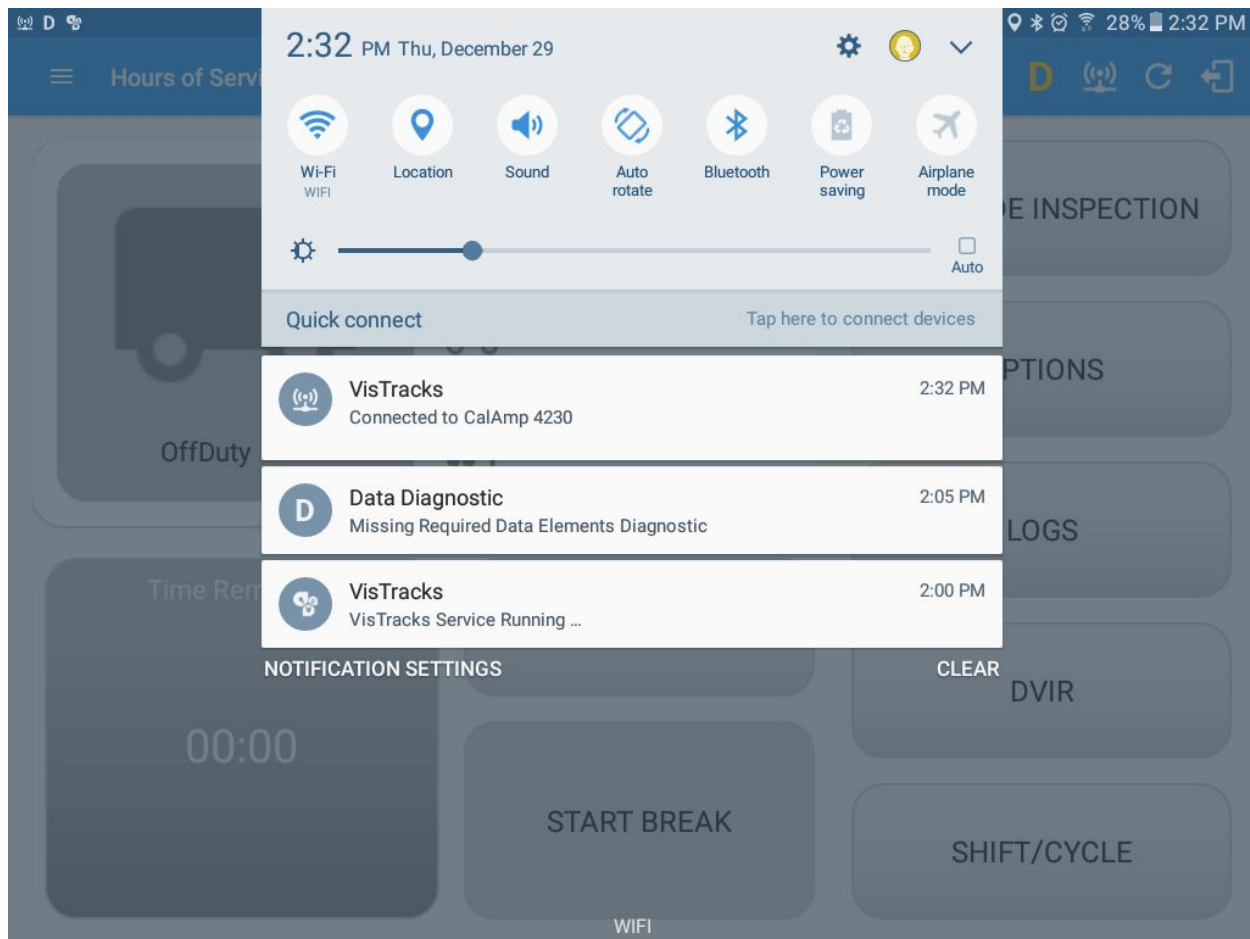 D
28% 2:32 PM
Hours of Servi
D
2:32 PM Thu, December 29
Wi-Fi
WIFI
Location
Sound
Auto
rotate
Bluetooth
Power
saving
Airplane
mode
Auto
Quick connect
Tap here to connect devices
VisTracks
2:32 PM
Connected to CalAmp 4230
D
Data Diagnostic
2:05 PM
Missing Required Data Elements Diagnostic
VisTracks
2:00 PM
VisTracks Service Running ...
NOTIFICATION SETTINGS
CLEAR
OffDuty
Time Rem
00:00
START BREAK
E INSPECTION
PTIONS
LOGS
DVIR
SHIFT/CYCLE
WIFI